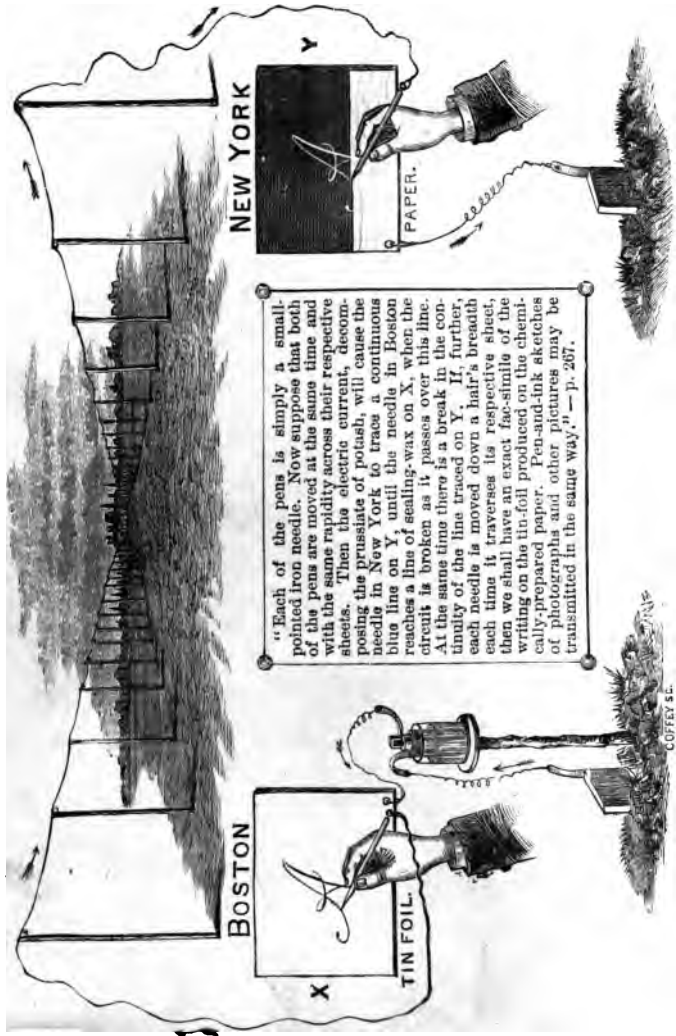 BOSTON
NEW YORK
X
Y
TIN FOIL.
PAPER.
"Each of the pens is simply a small-
pointed iron needle. Now suppose that both
of the pens are moved at the same time and
with the same rapidity across their respective
sheets. Then the electric current, decom-
posing the prussiate of potash, will cause the
needle in New York to trace a continuous
blue line on Y, until the needle in Boston
reaches a line of sealing-wax on X, when the
circuit is broken as it passes over this line.
At the same time there is a break in the con-
tinuity of the line traced on Y. If, further,
each needle is moved down a hair's breadth
each time it traverses its respective sheet,
then we shall have an exact fac-simile of the
writing on the tin-foil produced on the chemi-
cally-prepared paper. Pen-and-ink sketches
of photographs and other pictures may be
transmitted in the same way." — p. 267.
COFFEY SC.